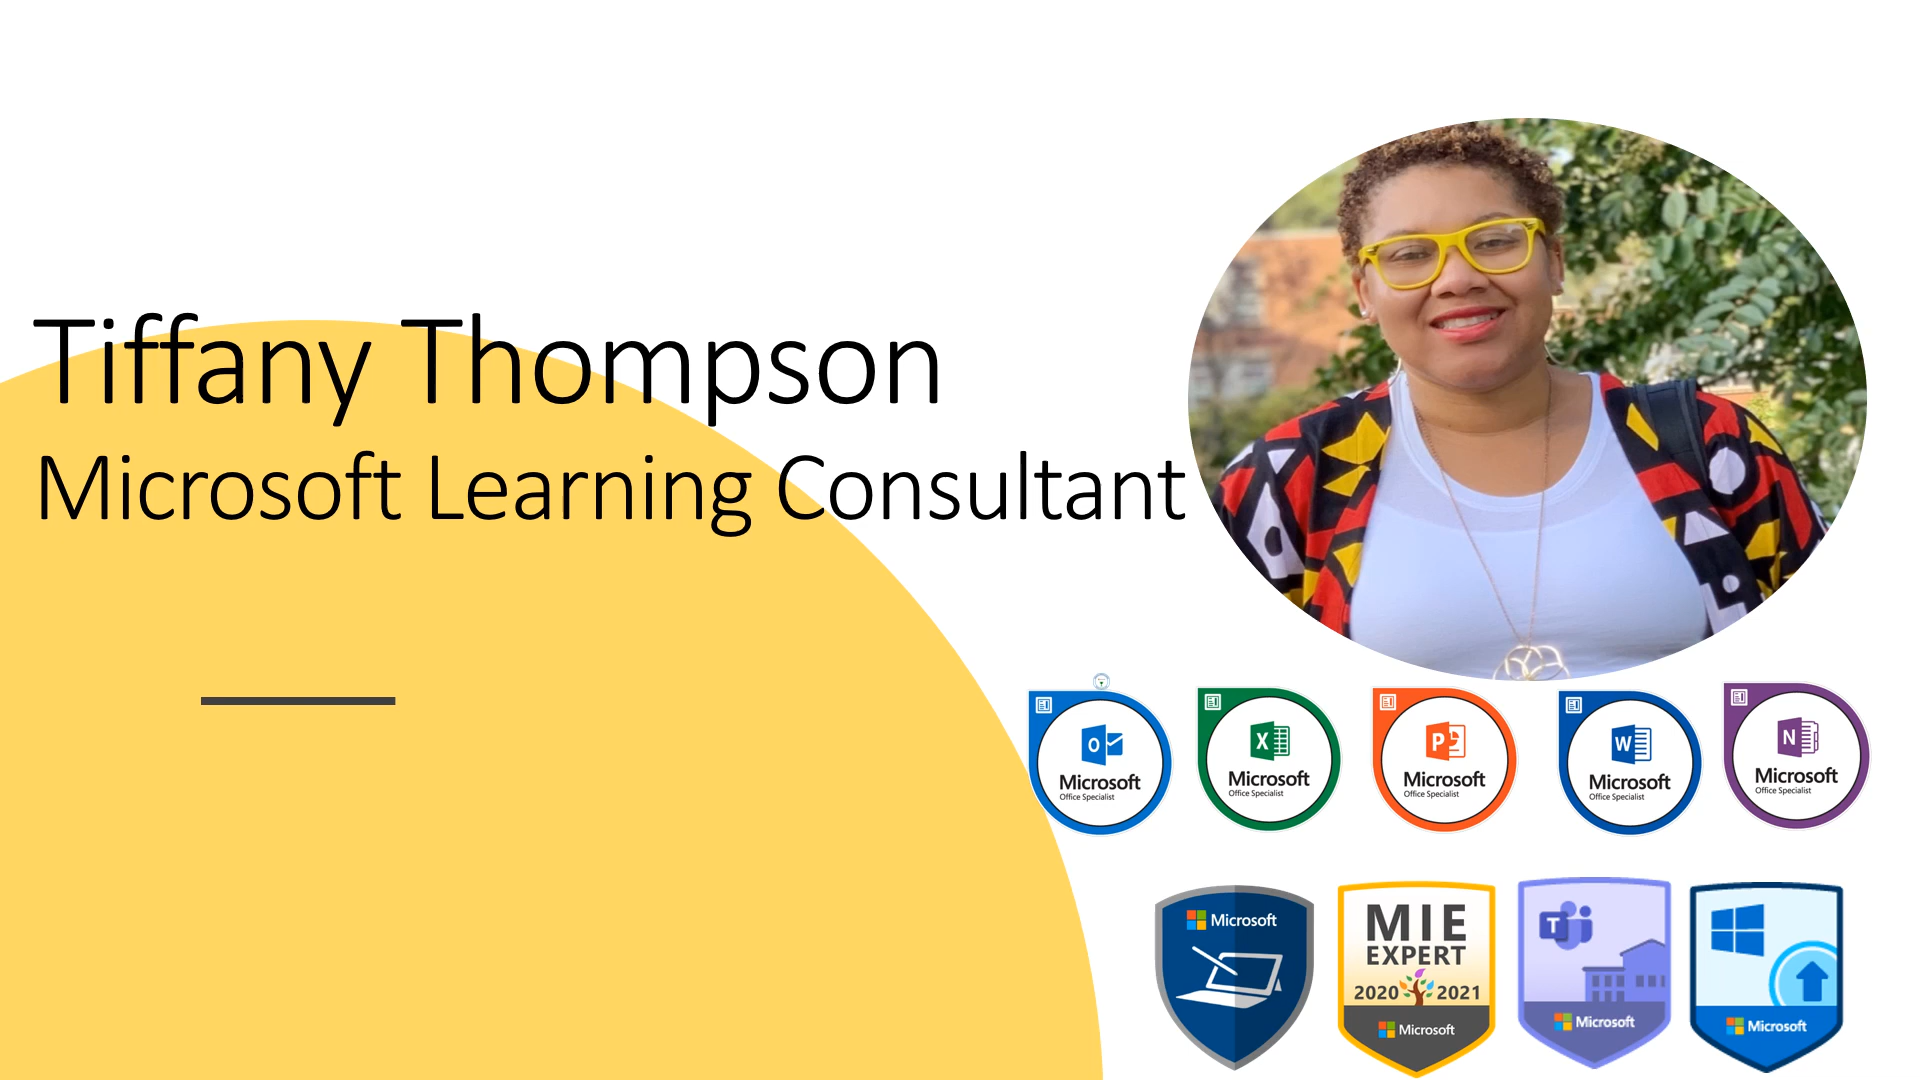 Tiffany Thompson
Microsoft Learning Consultant
O
Microsoft
Office Specialist
X
Microsoft
Office Specialist
P
Microsoft
Office Specialist
W
Microsoft
Office Specialist
N
Microsoft
Office Specialist
Microsoft
MIE
EXPERT
2020 2021
Microsoft
T
Microsoft
Microsoft